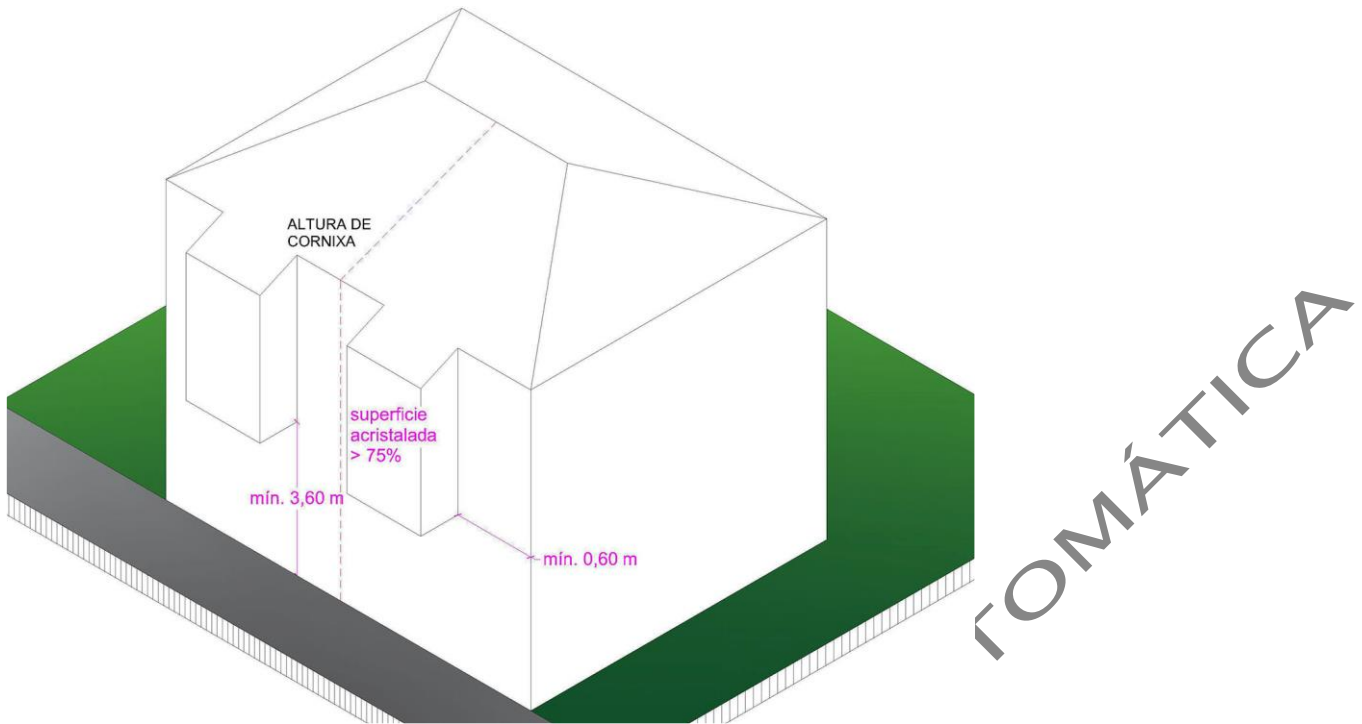 ALTURA DE
CORNIXA
superficie
acristalada
> 75%
mín. 3,60 m
mín. 0,60 m
TOMÁTICA